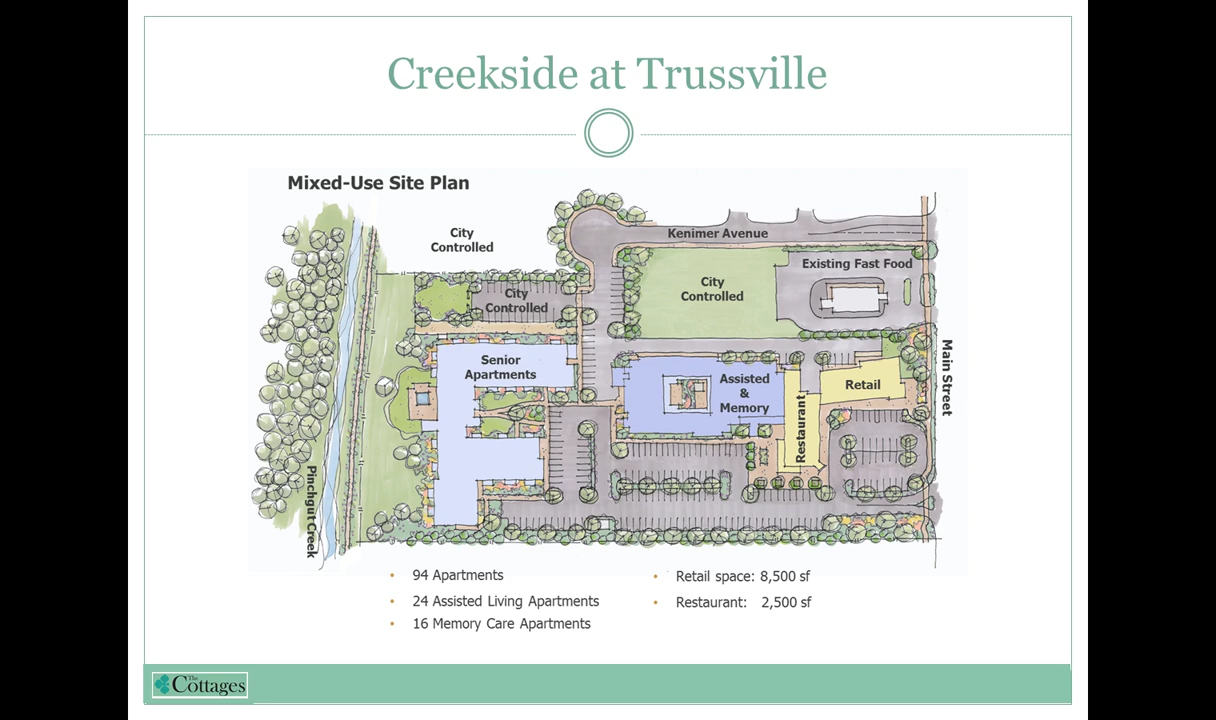 Creekside at Trussville
Mixed-Use Site Plan
City
Controlled
Kenimer Avenue
Existing Fast Food
City
Controlled
City
Controlled
Senior
Apartments
Assisted
&
Memory
Restaurant
Retail
Main Street
Pinchgut Creek
• 94 Apartments
• 24 Assisted Living Apartments
• 16 Memory Care Apartments
• Retail space: 8,500 sf
• Restaurant: 2,500 sf
The
Cottages